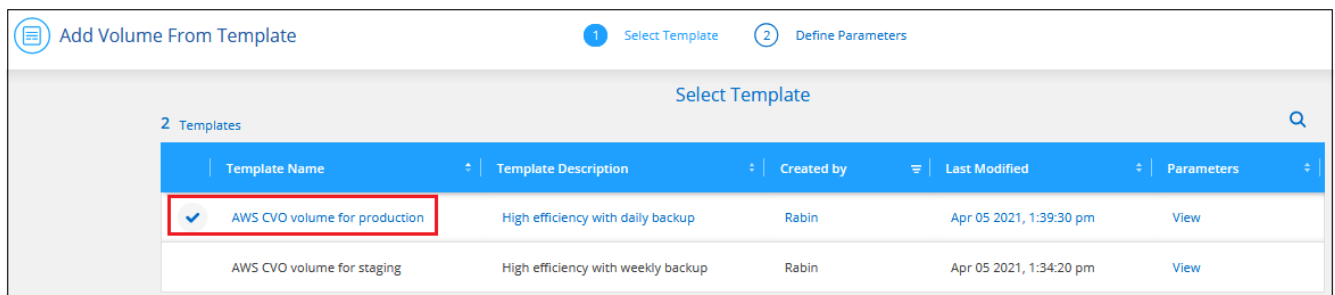 Add Volume From Template
1 Select Template 2 Define Parameters
Select Template
2 Templates
Template Name Template Description Created by Last Modified Parameters
AWS CVO volume for production High efficiency with daily backup Rabin Apr 05 2021, 1:39:30 pm View
AWS CVO volume for staging High efficiency with weekly backup Rabin Apr 05 2021, 1:34:20 pm View